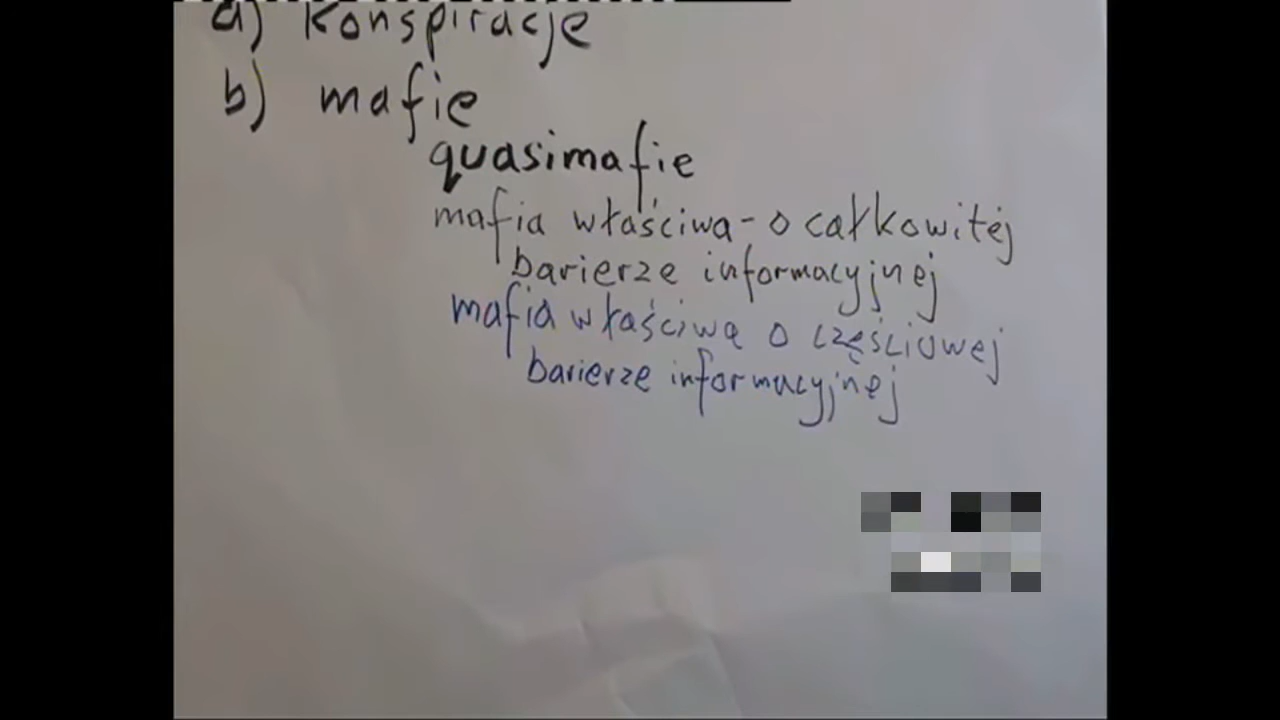 a) konspiracje
b) mafie
quasimafie
mafia właściwa - o całkowitej
barierze informacyjnej
mafia właściwa o częściowej
barierze informacyjnej